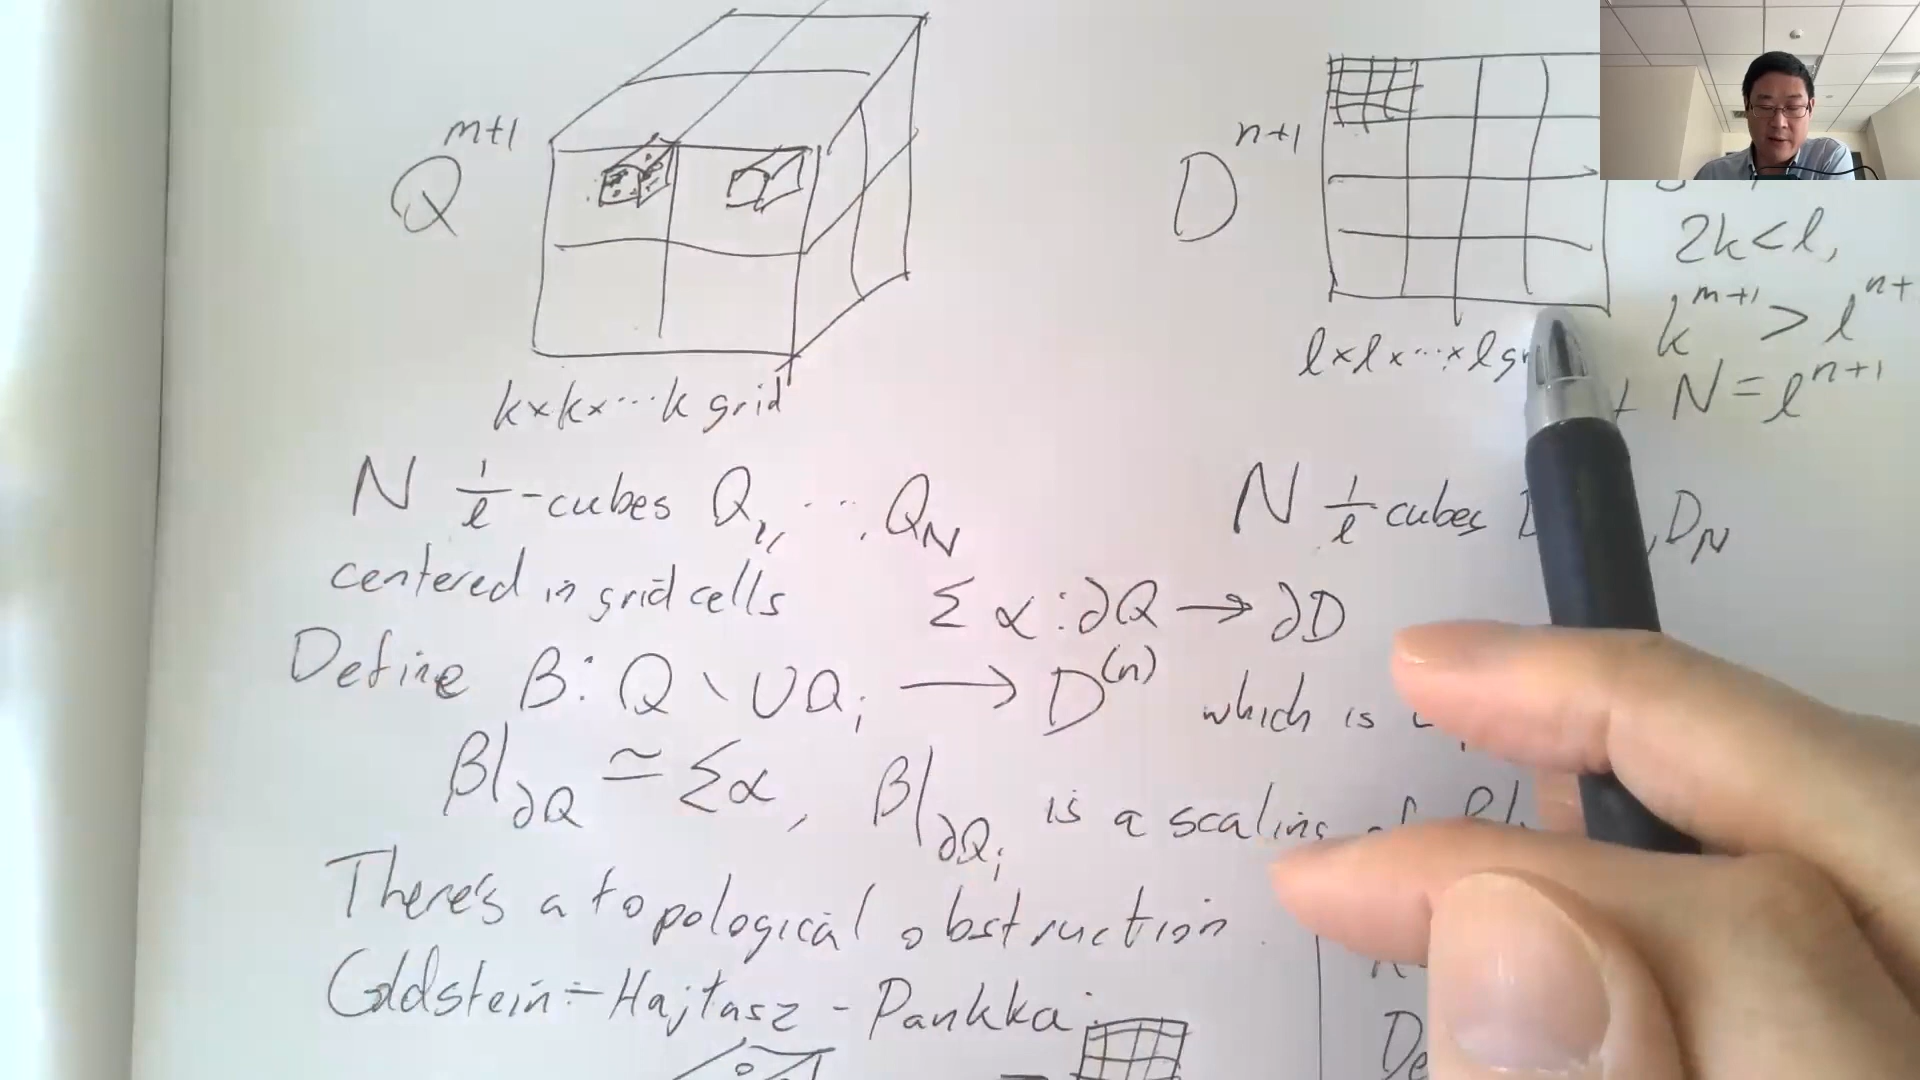 Q^{m+1}
D^{n+1}
2k < l,
k^{m+1} > l^{n+
k×k×···k grid
l×l×···×l
N = l^{n+1}
N 1/l-cubes Q_1, ..., Q_N
N 1/l cubes , D_N
centered in grid cells
Σα : ∂Q → ∂D
Define β: Q \ ∪Q_i → D^{(n)} which is
β|_{∂Q} ≃ Σα, β|_{∂Q_i} is a scaling
There's a topological obstruction.
Goldstein-Hajłasz-Pankka:
De